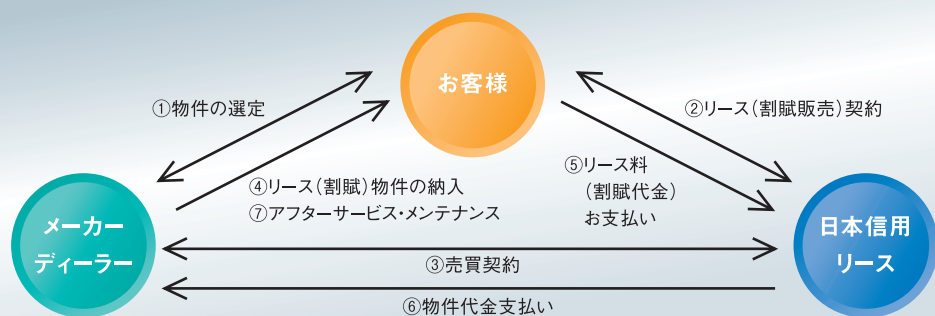 お客様
①物件の選定
②リース（割賦販売）契約
④リース（割賦）物件の納入
⑦アフターサービス・メンテナンス
⑤リース料
（割賦代金）
お支払い
メーカー
ディーラー
日本信用
リース
③売買契約
⑥物件代金支払い